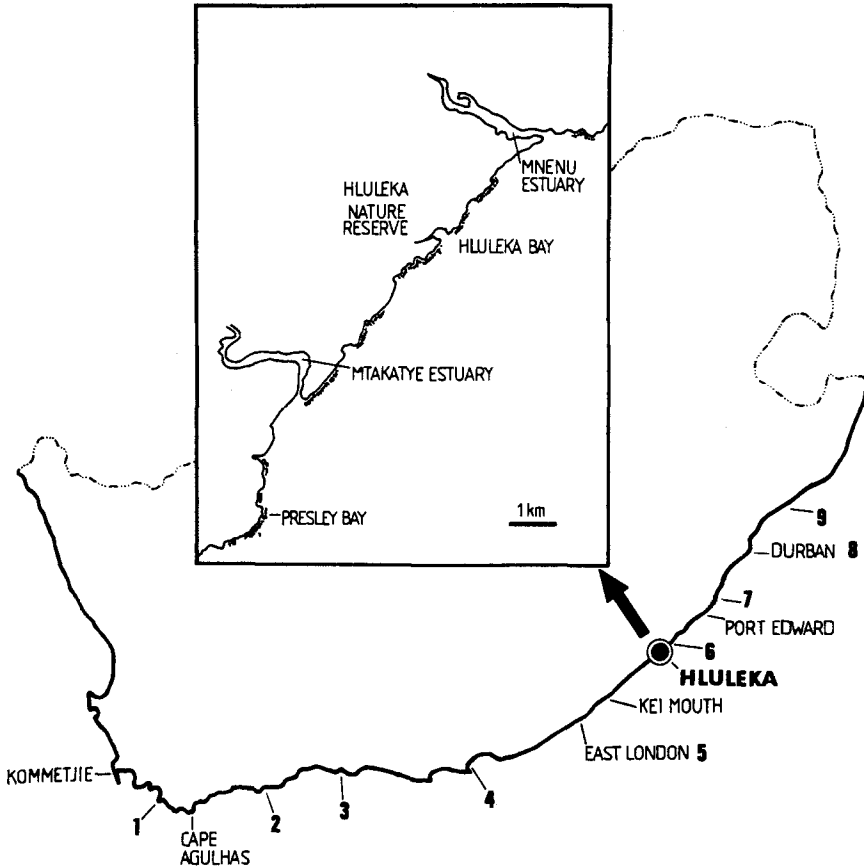 MNENU
ESTUARY
HLULEKA
NATURE
RESERVE
HLULEKA BAY
MTAKATYE ESTUARY
PRESLEY BAY
1 km
9
DURBAN 8
7
PORT EDWARD
6
HLULEKA
KEI MOUTH
EAST LONDON 5
KOMMETJIE
1
CAPE
AGULHAS
2
3
4